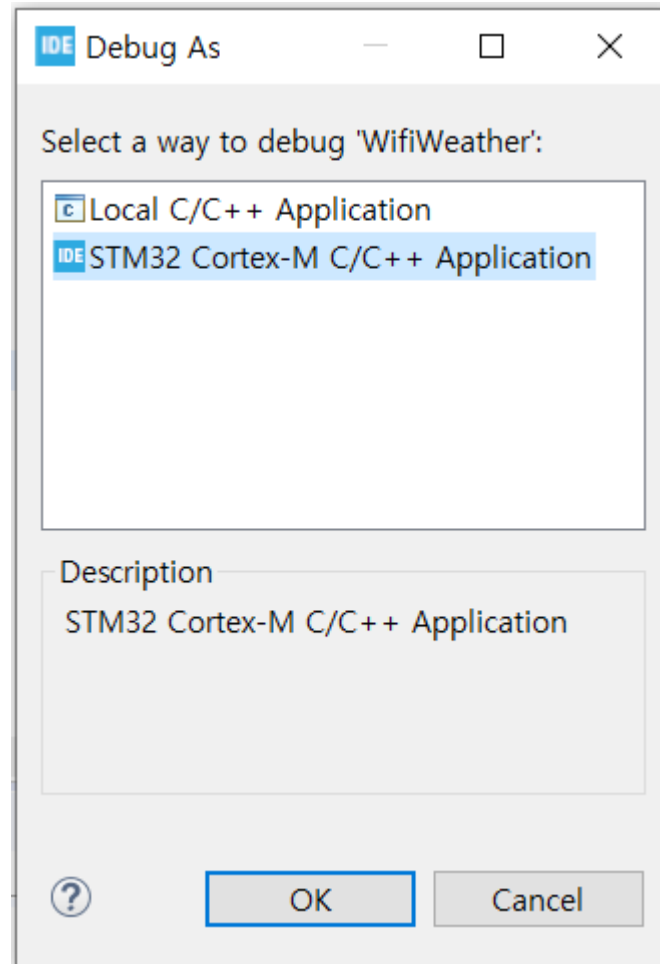 IDE Debug As
Select a way to debug 'WifiWeather':
c Local C/C++ Application
IDE STM32 Cortex-M C/C++ Application
Description
STM32 Cortex-M C/C++ Application
? OK Cancel